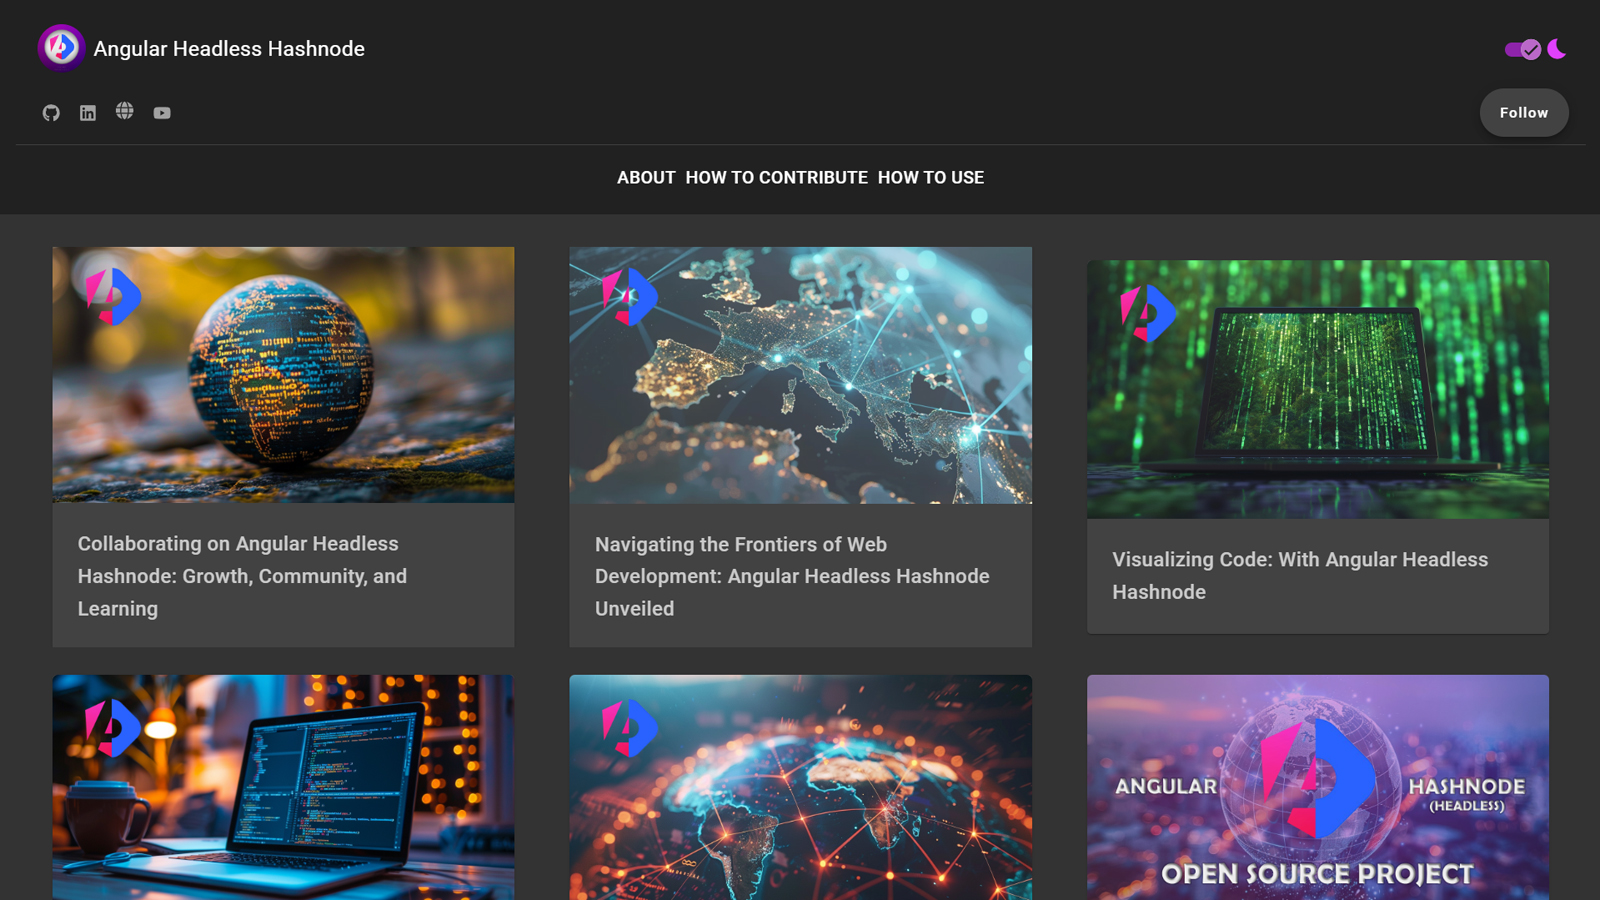 Angular Headless Hashnode
Follow
ABOUT HOW TO CONTRIBUTE HOW TO USE
Collaborating on Angular Headless
Hashnode: Growth, Community, and
Learning
Navigating the Frontiers of Web
Development: Angular Headless Hashnode
Unveiled
Visualizing Code: With Angular Headless
Hashnode
ANGULAR
HASHNODE
(HEADLESS)
OPEN SOURCE PROJECT